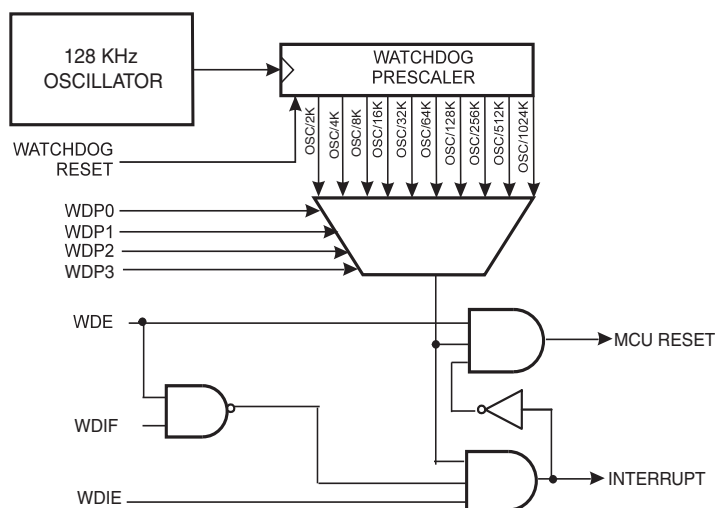 128 KHz
OSCILLATOR
WATCHDOG
PRESCALER
OSC/2K
OSC/4K
OSC/8K
OSC/16K
OSC/32K
OSC/64K
OSC/128K
OSC/256K
OSC/512K
OSC/1024K
WATCHDOG
RESET
WDP0
WDP1
WDP2
WDP3
WDE
MCU RESET
WDIF
INTERRUPT
WDIE